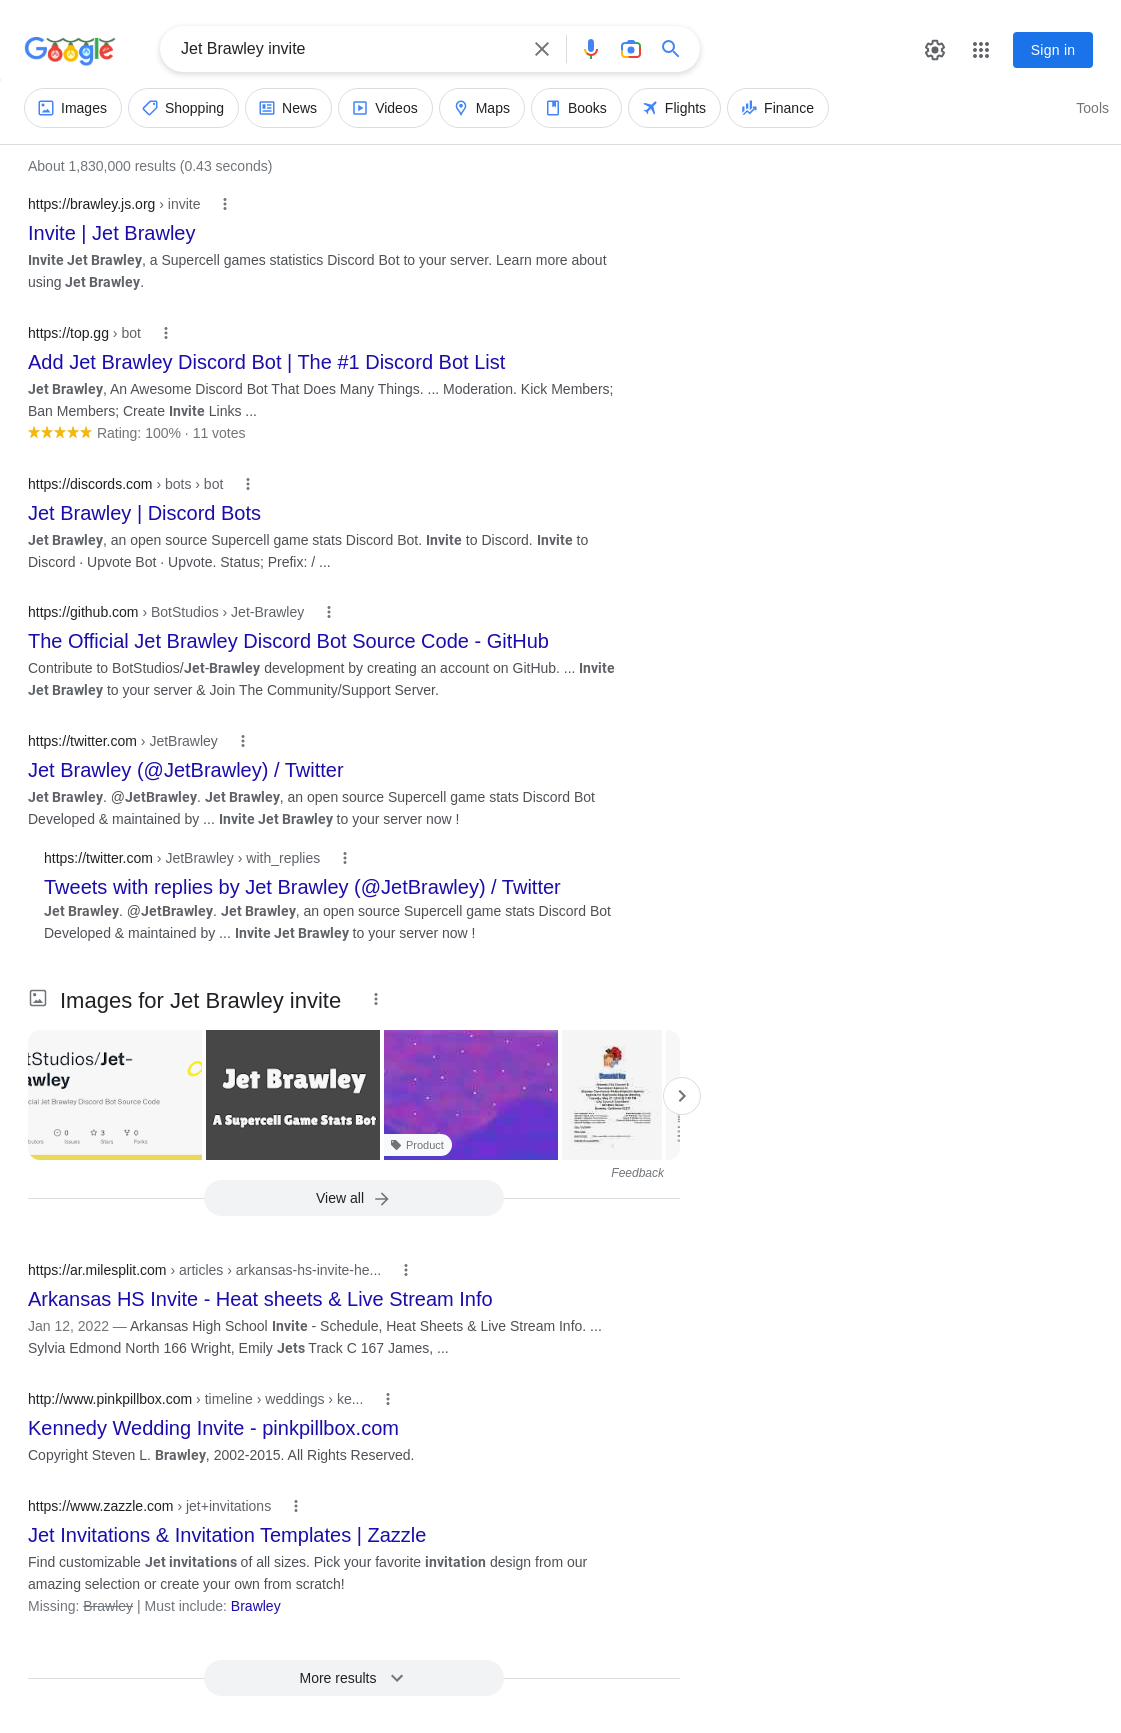 Google
Jet Brawley invite
Sign in
Images
Shopping
News
Videos
Maps
Books
Flights
Finance
Tools
About 1,830,000 results (0.43 seconds)
https://brawley.js.org › invite
Invite | Jet Brawley
Invite Jet Brawley, a Supercell games statistics Discord Bot to your server. Learn more about
using Jet Brawley.
https://top.gg › bot
Add Jet Brawley Discord Bot | The #1 Discord Bot List
Jet Brawley, An Awesome Discord Bot That Does Many Things. ... Moderation. Kick Members;
Ban Members; Create Invite Links ...
Rating: 100% · 11 votes
https://discords.com › bots › bot
Jet Brawley | Discord Bots
Jet Brawley, an open source Supercell game stats Discord Bot. Invite to Discord. Invite to
Discord · Upvote Bot · Upvote. Status; Prefix: / ...
https://github.com › BotStudios › Jet-Brawley
The Official Jet Brawley Discord Bot Source Code - GitHub
Contribute to BotStudios/Jet-Brawley development by creating an account on GitHub. ... Invite
Jet Brawley to your server & Join The Community/Support Server.
https://twitter.com › JetBrawley
Jet Brawley (@JetBrawley) / Twitter
Jet Brawley. @JetBrawley. Jet Brawley, an open source Supercell game stats Discord Bot
Developed & maintained by ... Invite Jet Brawley to your server now !
https://twitter.com › JetBrawley › with_replies
Tweets with replies by Jet Brawley (@JetBrawley) / Twitter
Jet Brawley. @JetBrawley. Jet Brawley, an open source Supercell game stats Discord Bot
Developed & maintained by ... Invite Jet Brawley to your server now !
Images for Jet Brawley invite
tStudios/Jet-
awley
cial Jet Brawley Discord Bot Source Code
0
3
0
butors
Issues
Stars
Forks
Jet Brawley
A Supercell Game Stats Bot
Product
Feedback
View all
https://ar.milesplit.com › articles › arkansas-hs-invite-he...
Arkansas HS Invite - Heat sheets & Live Stream Info
Jan 12, 2022 — Arkansas High School Invite - Schedule, Heat Sheets & Live Stream Info. ...
Sylvia Edmond North 166 Wright, Emily Jets Track C 167 James, ...
http://www.pinkpillbox.com › timeline › weddings › ke...
Kennedy Wedding Invite - pinkpillbox.com
Copyright Steven L. Brawley, 2002-2015. All Rights Reserved.
https://www.zazzle.com › jet+invitations
Jet Invitations & Invitation Templates | Zazzle
Find customizable Jet invitations of all sizes. Pick your favorite invitation design from our
amazing selection or create your own from scratch!
Missing: Brawley | Must include: Brawley
More results